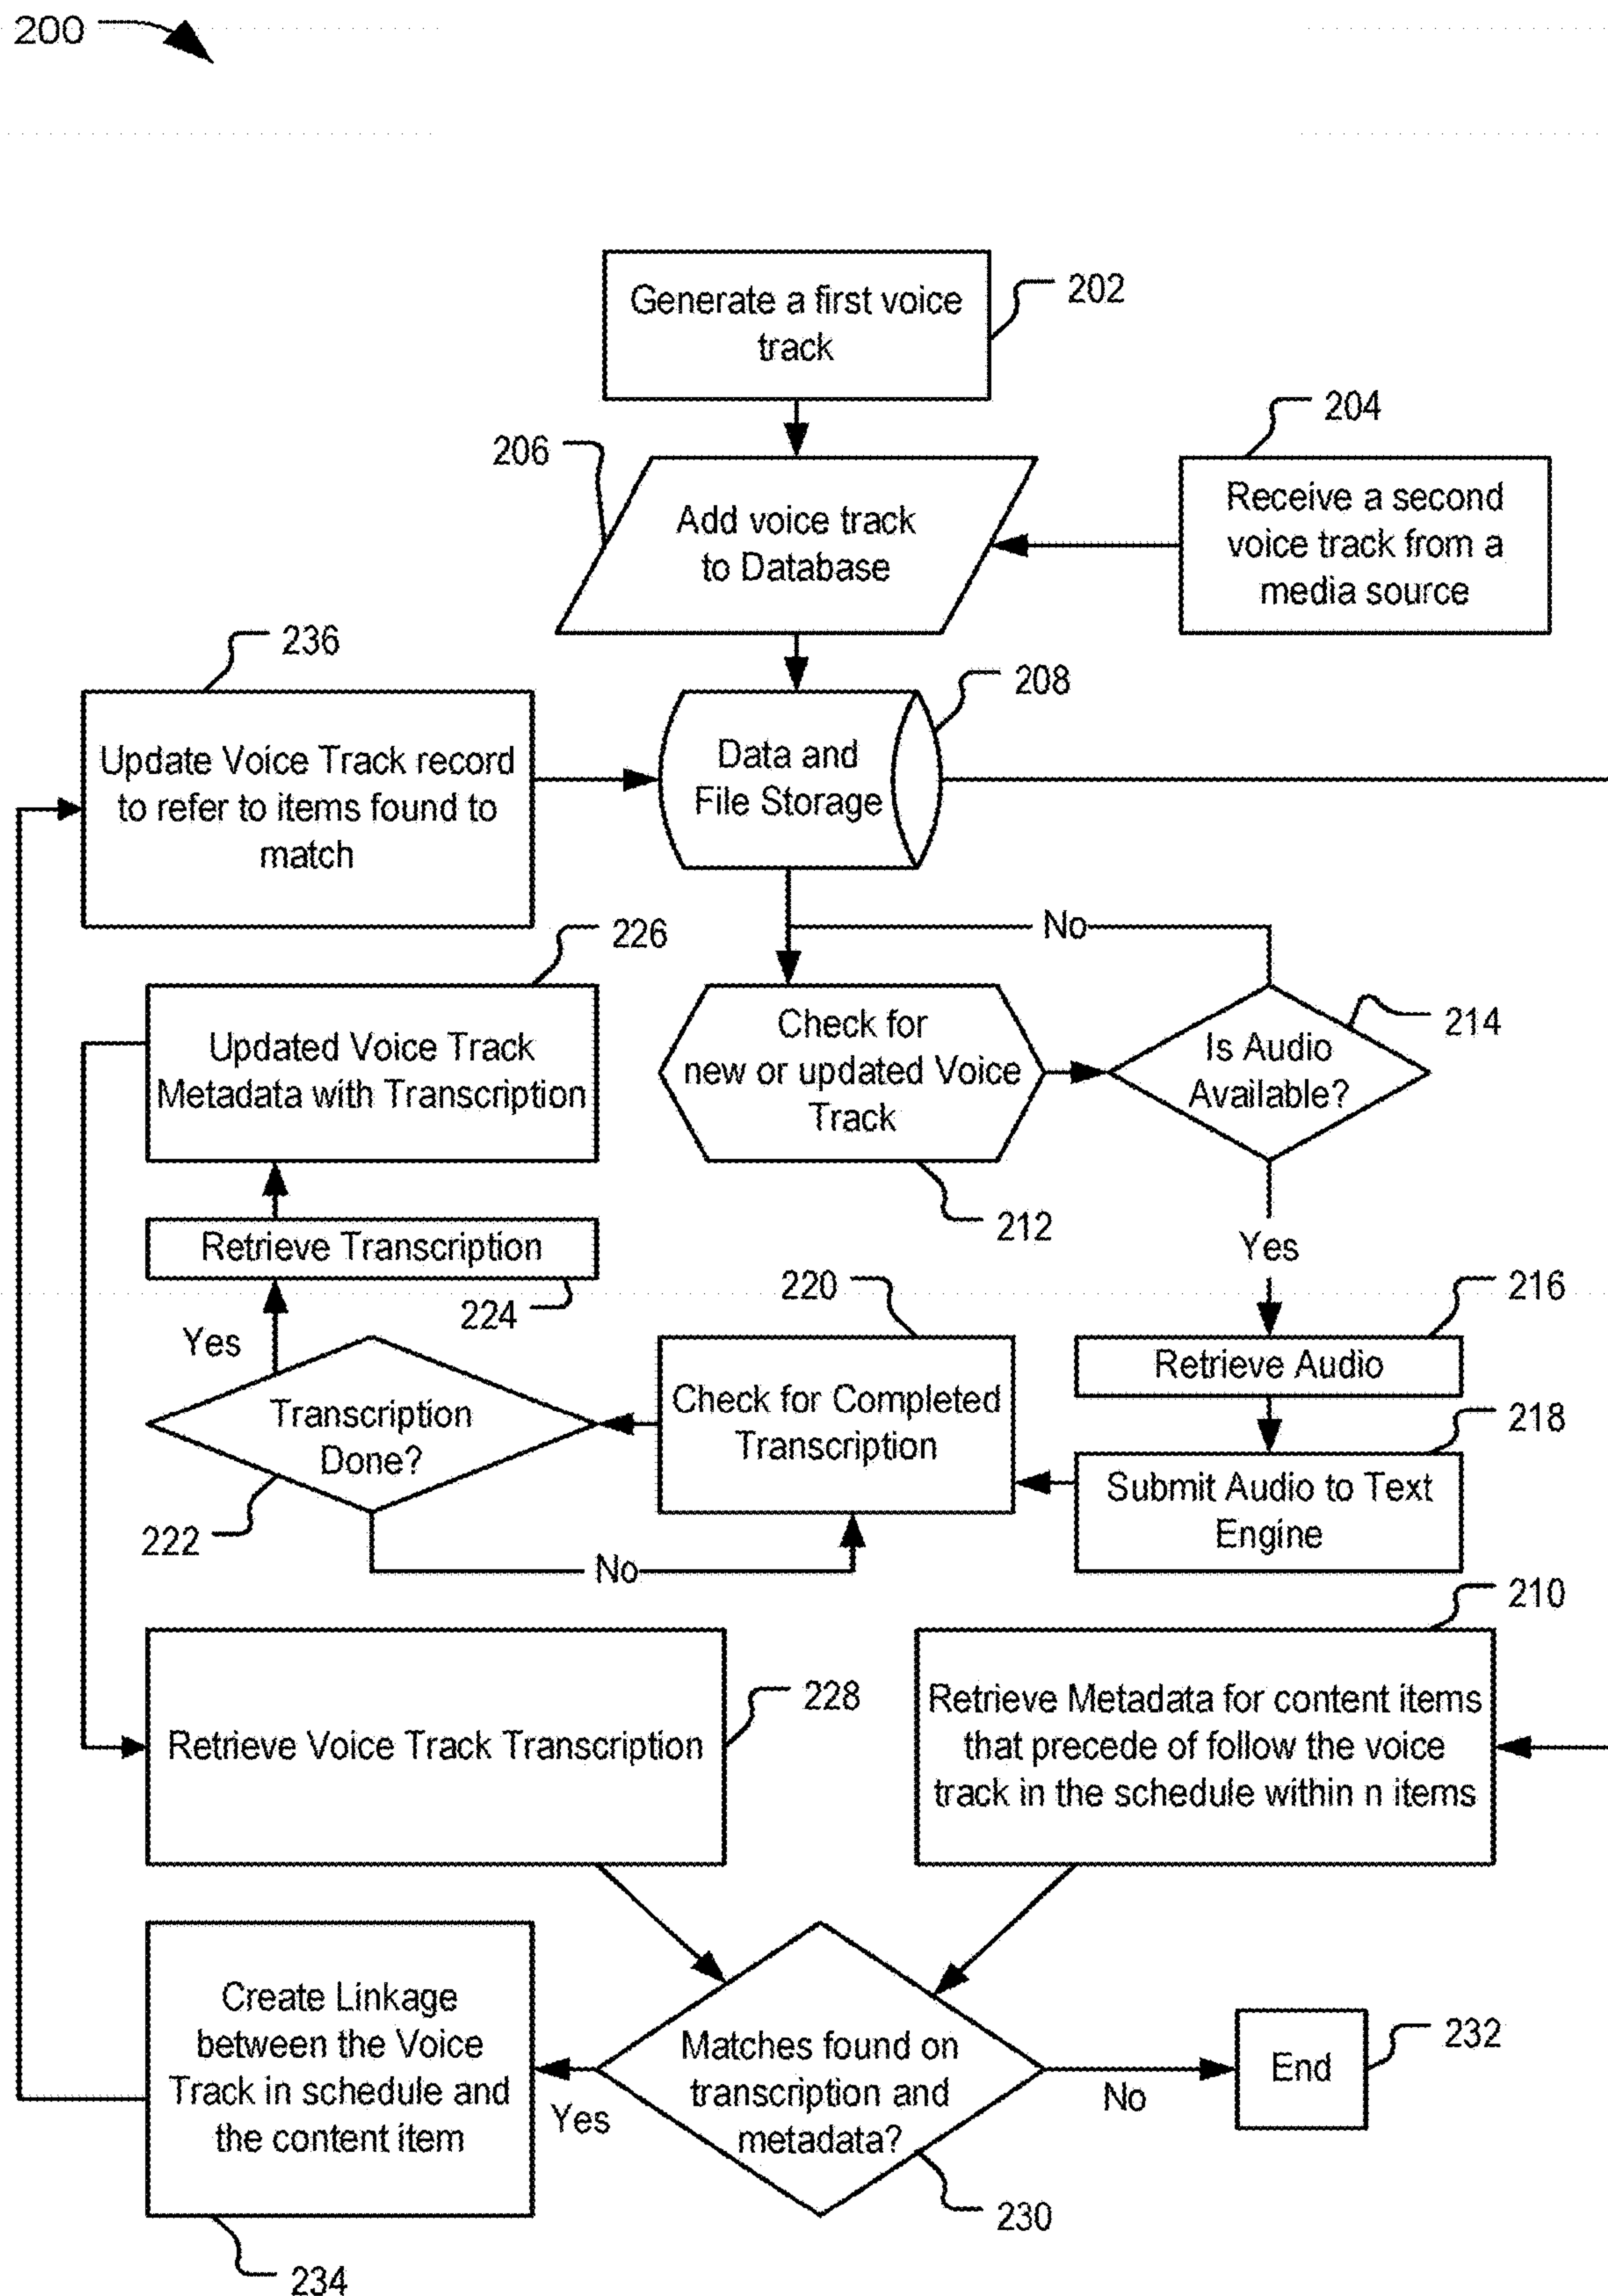 200
Generate a first voice
track
202
204
206
Add voice track
to Database
Receive a second
voice track from a
media source
236
208
Update Voice Track record
to refer to items found to
match
Data and
File Storage
No
226
Updated Voice Track
Metadata with Transcription
Check for
new or updated Voice
Track
Is Audio
Available?
214
212
Retrieve Transcription
224
Yes
220
216
Yes
Retrieve Audio
Transcription
Done?
Check for Completed
Transcription
218
Submit Audio to Text
Engine
222
No
210
Retrieve Voice Track Transcription
228
Retrieve Metadata for content items
that precede of follow the voice
track in the schedule within n items
Create Linkage
between the Voice
Track in schedule and
the content item
Yes
Matches found on
transcription and
metadata?
No
End
232
230
234